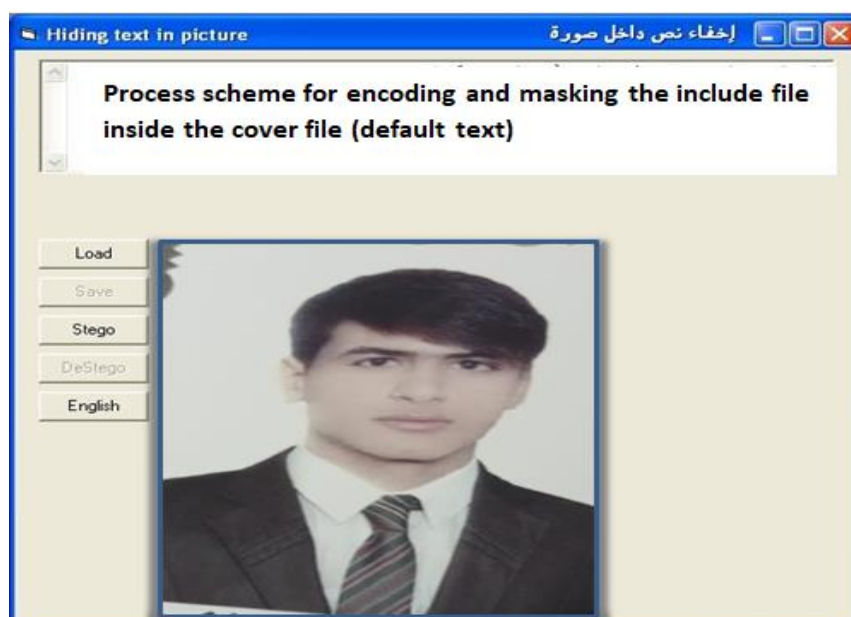 Hiding text in picture إخفاء نص داخل صورة
Process scheme for encoding and masking the include file
inside the cover file (default text)
Load
Save
Stego
DeStego
English